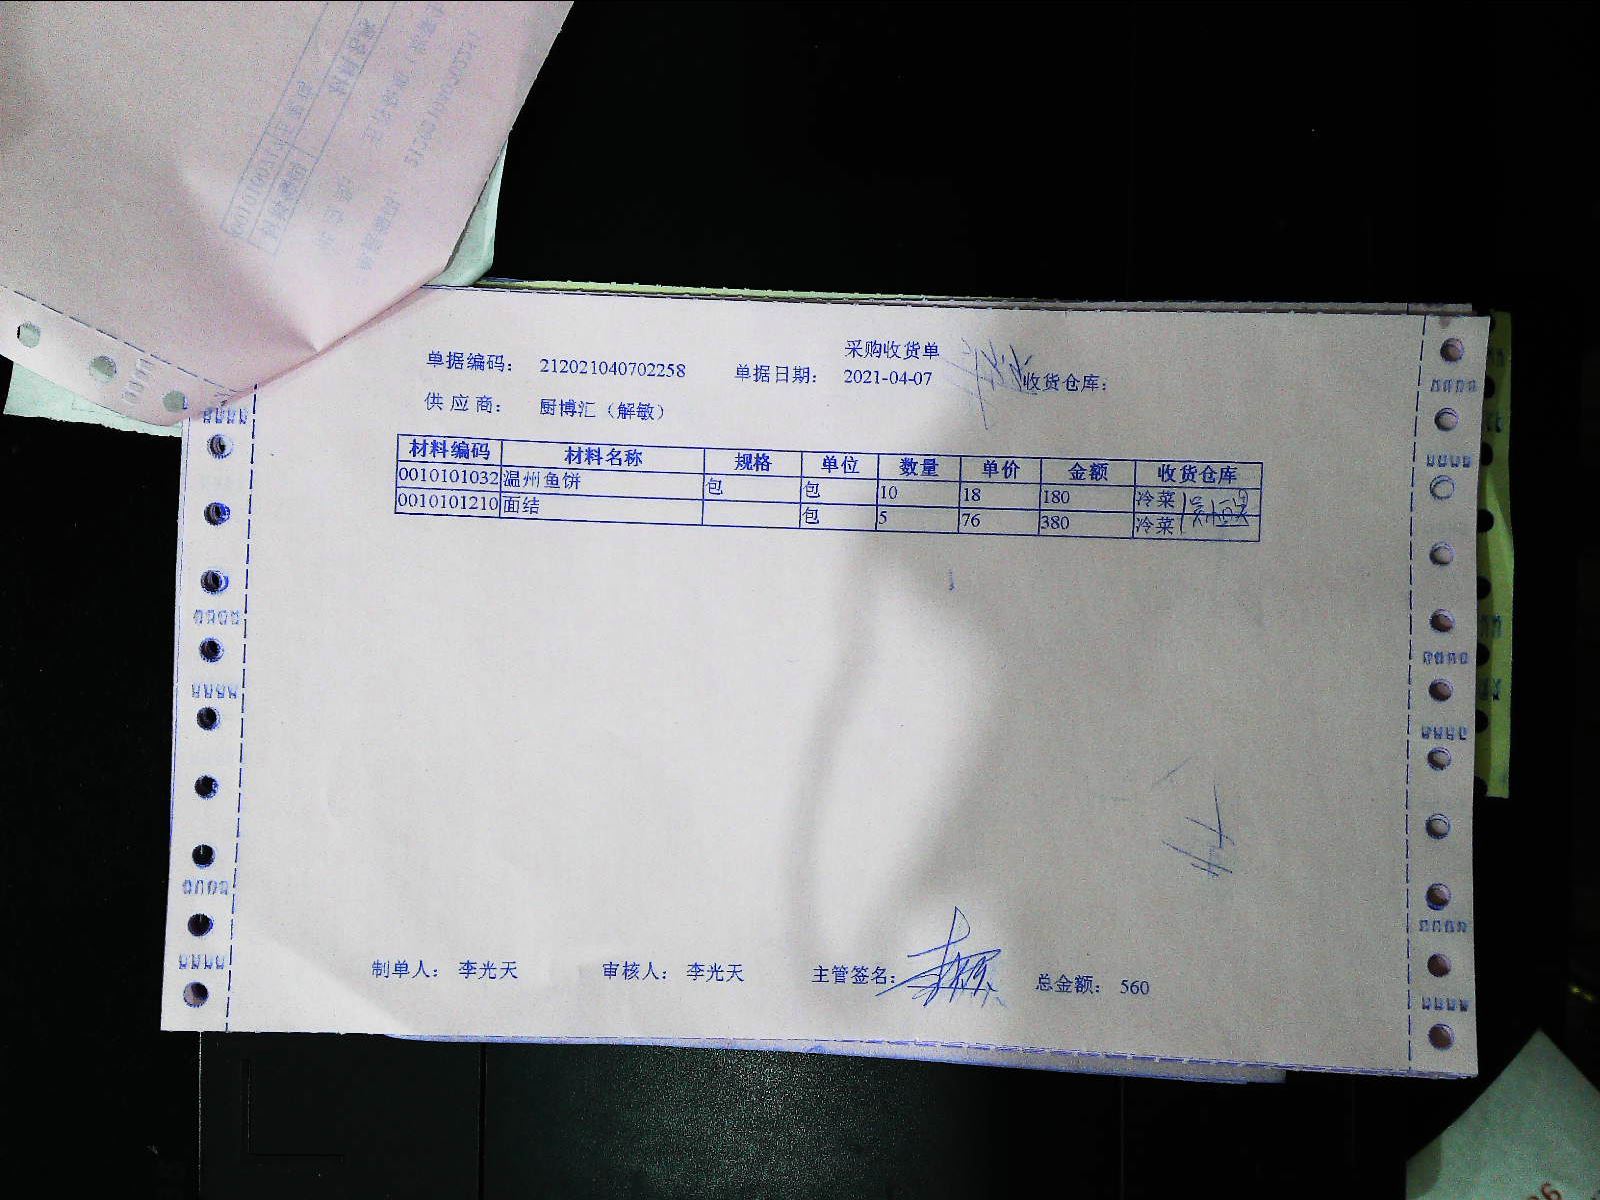 采购收货单
单据编码: 212021040702258 单据日期: 2021-04-07 收货仓库:
供应商: 厨博汇（解敏）
材料编码 材料名称 规格 单位 数量 单价 金额 收货仓库
0010101032 温州鱼饼 包 包 10 18 180 冷菜
0010101210 面结 包 5 76 380 冷菜
制单人: 李光天 审核人: 李光天 主管签名: 总金额: 560